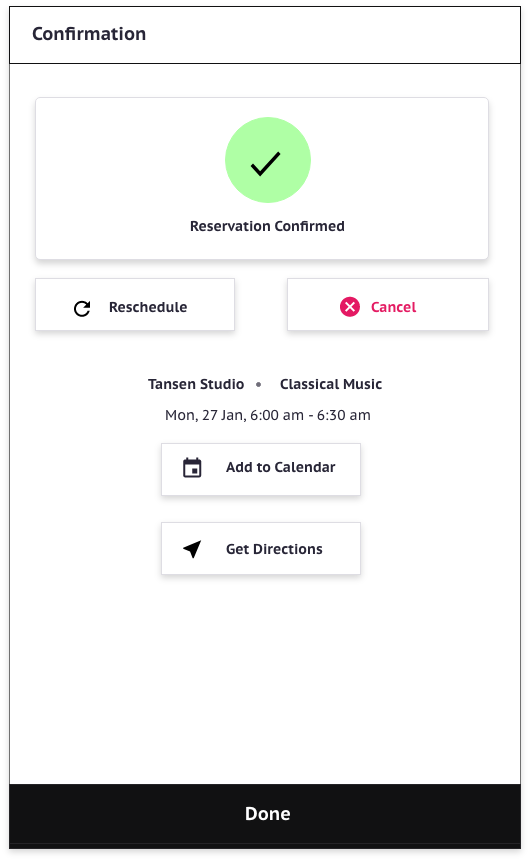 Confirmation
Reservation Confirmed
Reschedule
Cancel
Tansen Studio • Classical Music
Mon, 27 Jan, 6:00 am - 6:30 am
Add to Calendar
Get Directions
Done